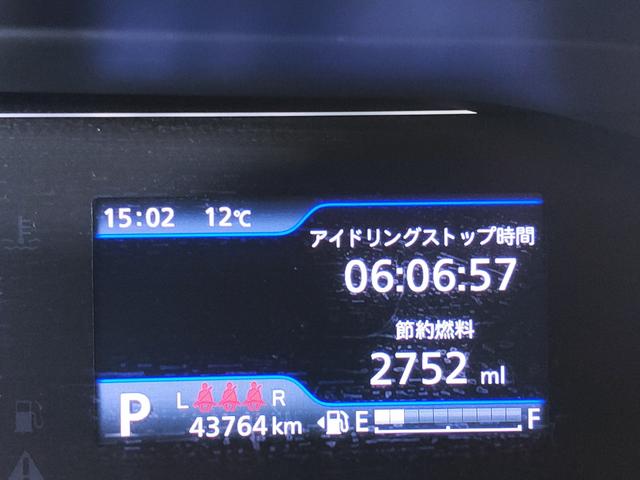 15:02 12℃
アイドリングストップ時間
06:06:57
節約燃料
2752 ml
P L R
43764 km E F